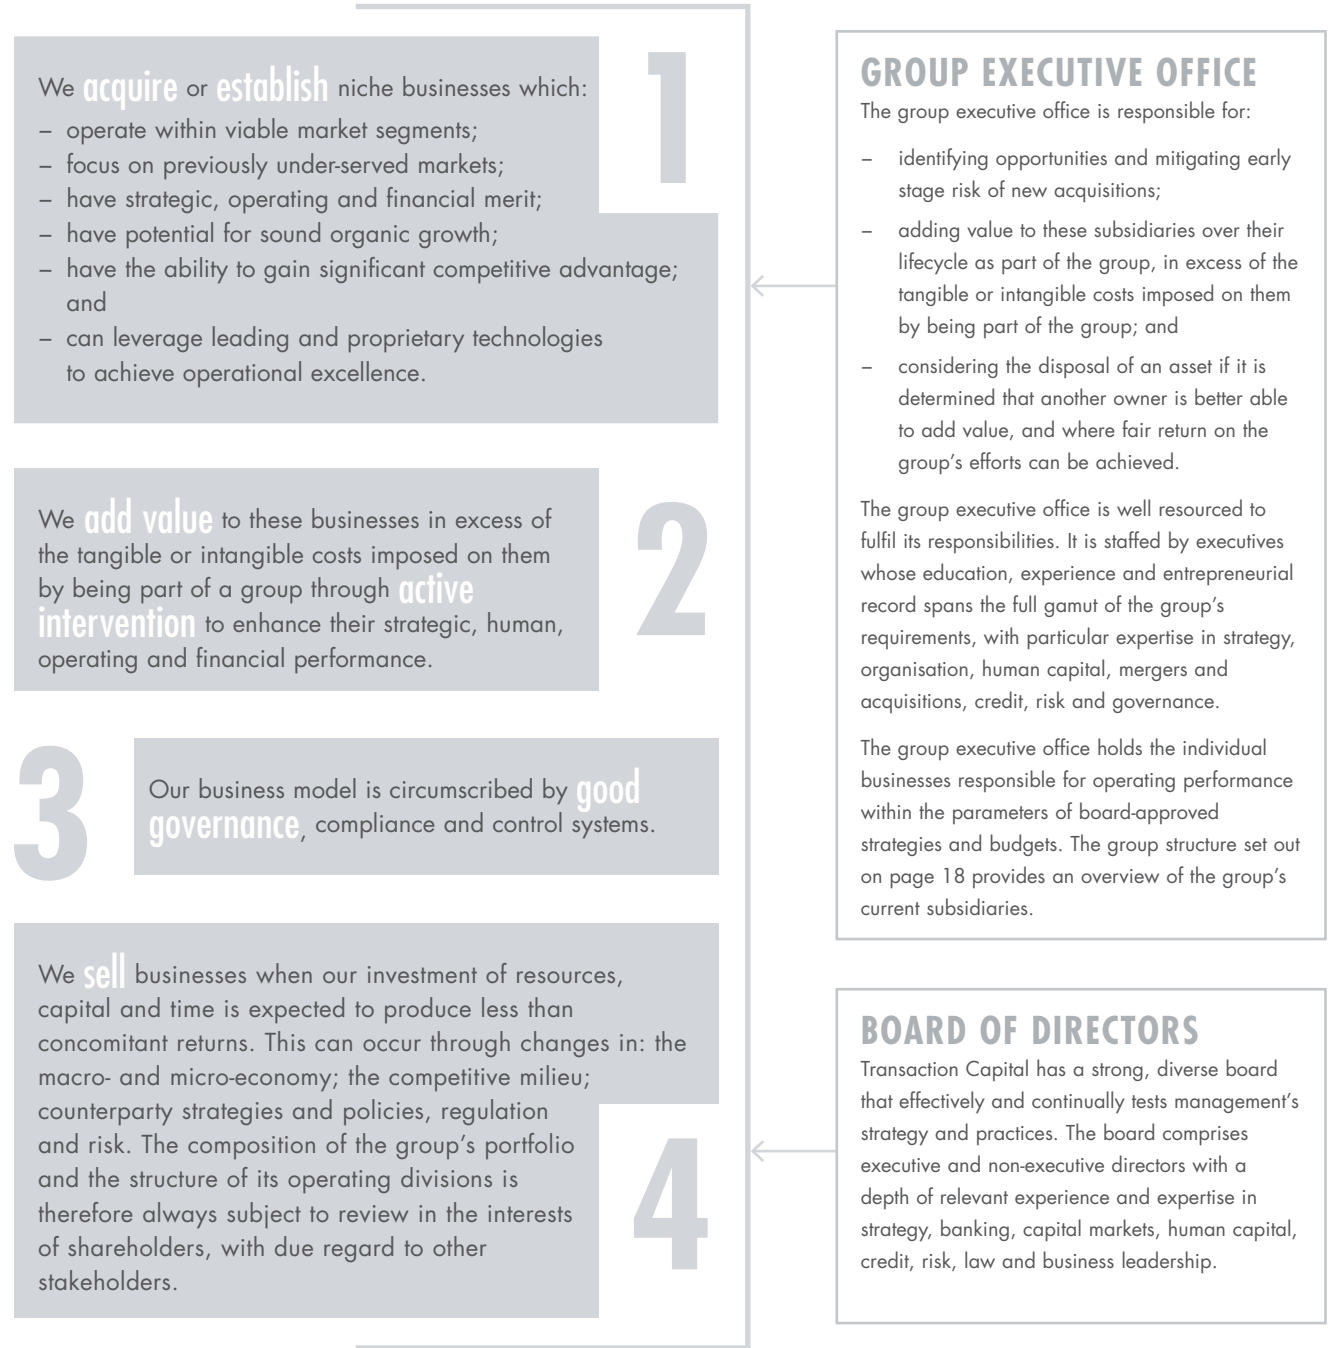 We acquire or establish niche businesses which:
– operate within viable market segments;
– focus on previously under-served markets;
– have strategic, operating and financial merit;
– have potential for sound organic growth;
– have the ability to gain significant competitive advantage;
and
– can leverage leading and proprietary technologies
to achieve operational excellence.
1
We add value to these businesses in excess of
the tangible or intangible costs imposed on them
by being part of a group through active
intervention to enhance their strategic, human,
operating and financial performance.
2
3
Our business model is circumscribed by good
governance, compliance and control systems.
We sell businesses when our investment of resources,
capital and time is expected to produce less than
concomitant returns. This can occur through changes in: the
macro- and micro-economy; the competitive milieu;
counterparty strategies and policies, regulation
and risk. The composition of the group's portfolio
and the structure of its operating divisions is
therefore always subject to review in the interests
of shareholders, with due regard to other
stakeholders.
4
GROUP EXECUTIVE OFFICE
The group executive office is responsible for:
– identifying opportunities and mitigating early
stage risk of new acquisitions;
– adding value to these subsidiaries over their
lifecycle as part of the group, in excess of the
tangible or intangible costs imposed on them
by being part of the group; and
– considering the disposal of an asset if it is
determined that another owner is better able
to add value, and where fair return on the
group's efforts can be achieved.
The group executive office is well resourced to
fulfil its responsibilities. It is staffed by executives
whose education, experience and entrepreneurial
record spans the full gamut of the group's
requirements, with particular expertise in strategy,
organisation, human capital, mergers and
acquisitions, credit, risk and governance.
The group executive office holds the individual
businesses responsible for operating performance
within the parameters of board-approved
strategies and budgets. The group structure set out
on page 18 provides an overview of the group's
current subsidiaries.
BOARD OF DIRECTORS
Transaction Capital has a strong, diverse board
that effectively and continually tests management's
strategy and practices. The board comprises
executive and non-executive directors with a
depth of relevant experience and expertise in
strategy, banking, capital markets, human capital,
credit, risk, law and business leadership.